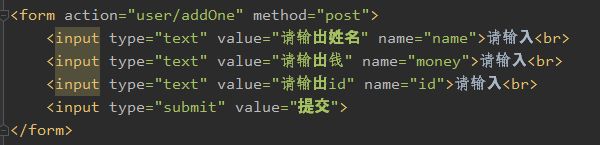 <form action="user/addOne" method="post">
<input type="text" value="请输出姓名" name="name">请输入<br>
<input type="text" value="请输出钱" name="money">请输入<br>
<input type="text" value="请输出id" name="id">请输入<br>
<input type="submit" value="提交">
</form>